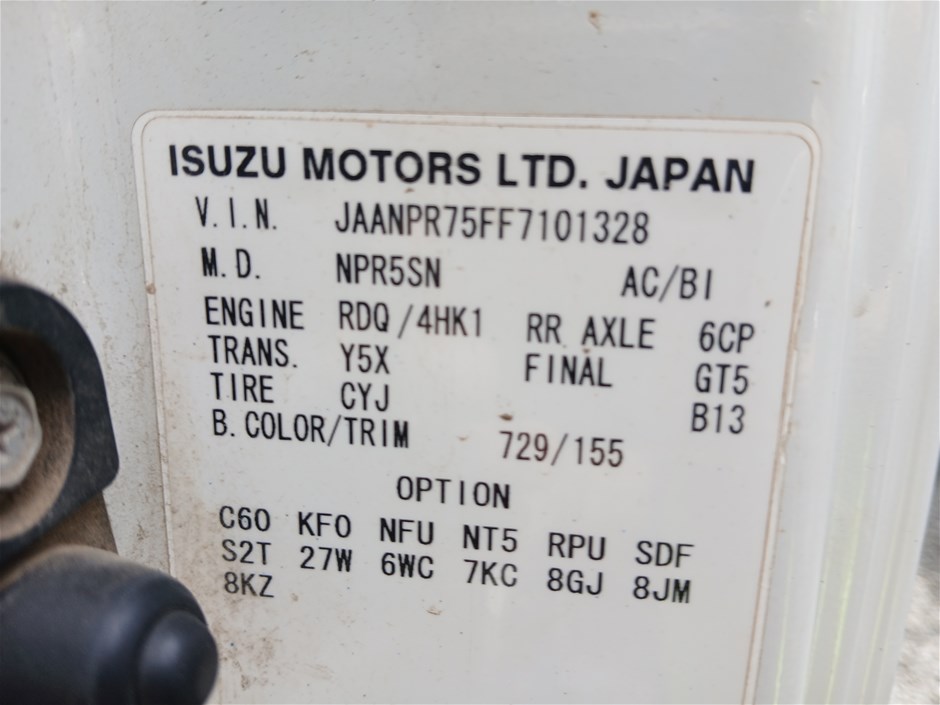 ISUZU MOTORS LTD. JAPAN
V.I.N. JAANPR75FF7101328
M.D. NPR5SN AC/BI
ENGINE RDQ/4HK1 RR AXLE 6CP
TRANS. Y5X FINAL GT5
TIRE CYJ B13
B.COLOR/TRIM 729/155
OPTION
C60 KFO NFU NT5 RPU SDF
S2T 27W 6WC 7KC 8GJ 8JM
8KZ